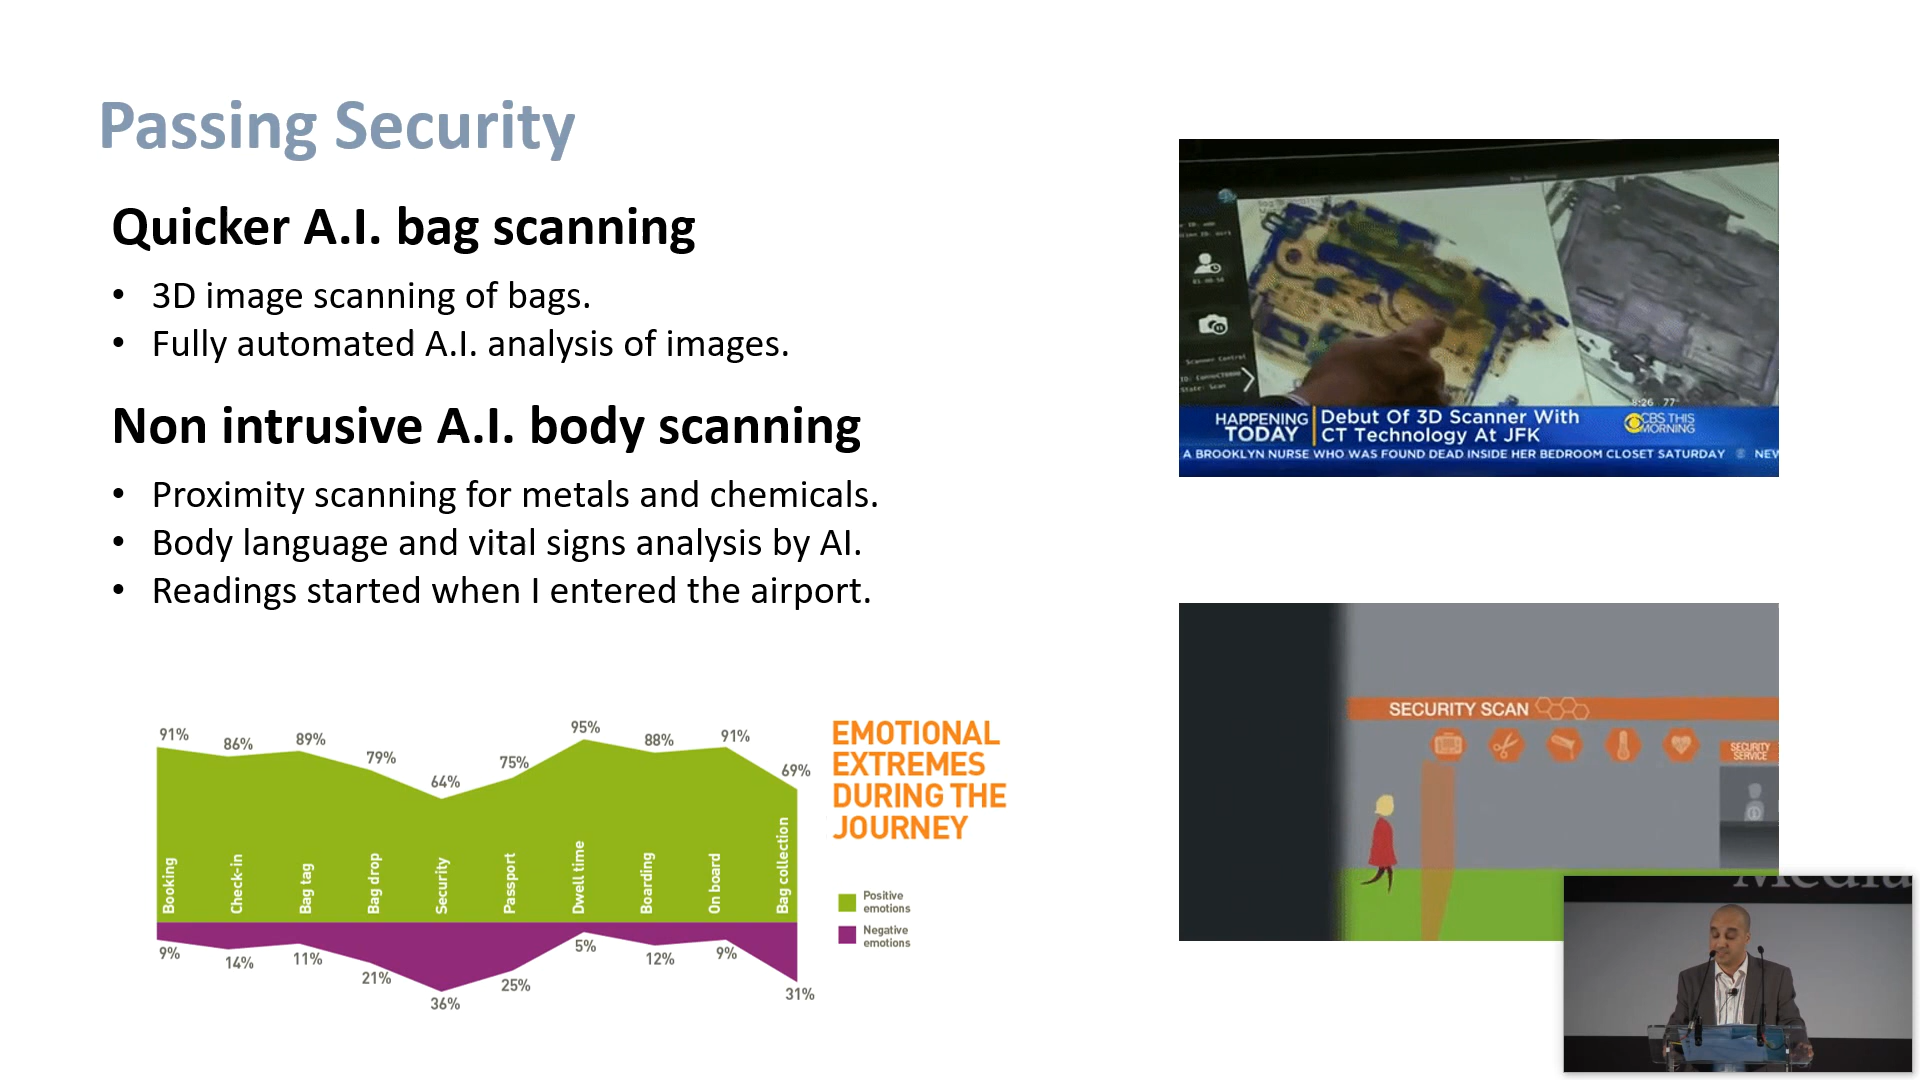 Passing Security
Quicker A.I. bag scanning
• 3D image scanning of bags.
• Fully automated A.I. analysis of images.
Non intrusive A.I. body scanning
• Proximity scanning for metals and chemicals.
• Body language and vital signs analysis by AI.
• Readings started when I entered the airport.
91%
86%
89%
79%
64%
75%
95%
88%
91%
69%
Booking
Check-in
Bag tag
Bag drop
Security
Passport
Dwell time
Boarding
On board
Bag collection
9%
14%
11%
21%
36%
25%
5%
12%
9%
31%
EMOTIONAL
EXTREMES
DURING THE
JOURNEY
Positive
emotions
Negative
emotions
8:26 77°
HAPPENING
TODAY
Debut Of 3D Scanner With
CT Technology At JFK
CBS THIS
MORNING
A BROOKLYN NURSE WHO WAS FOUND DEAD INSIDE HER BEDROOM CLOSET SATURDAY NEW
SECURITY SCAN
SECURITY
SERVICE